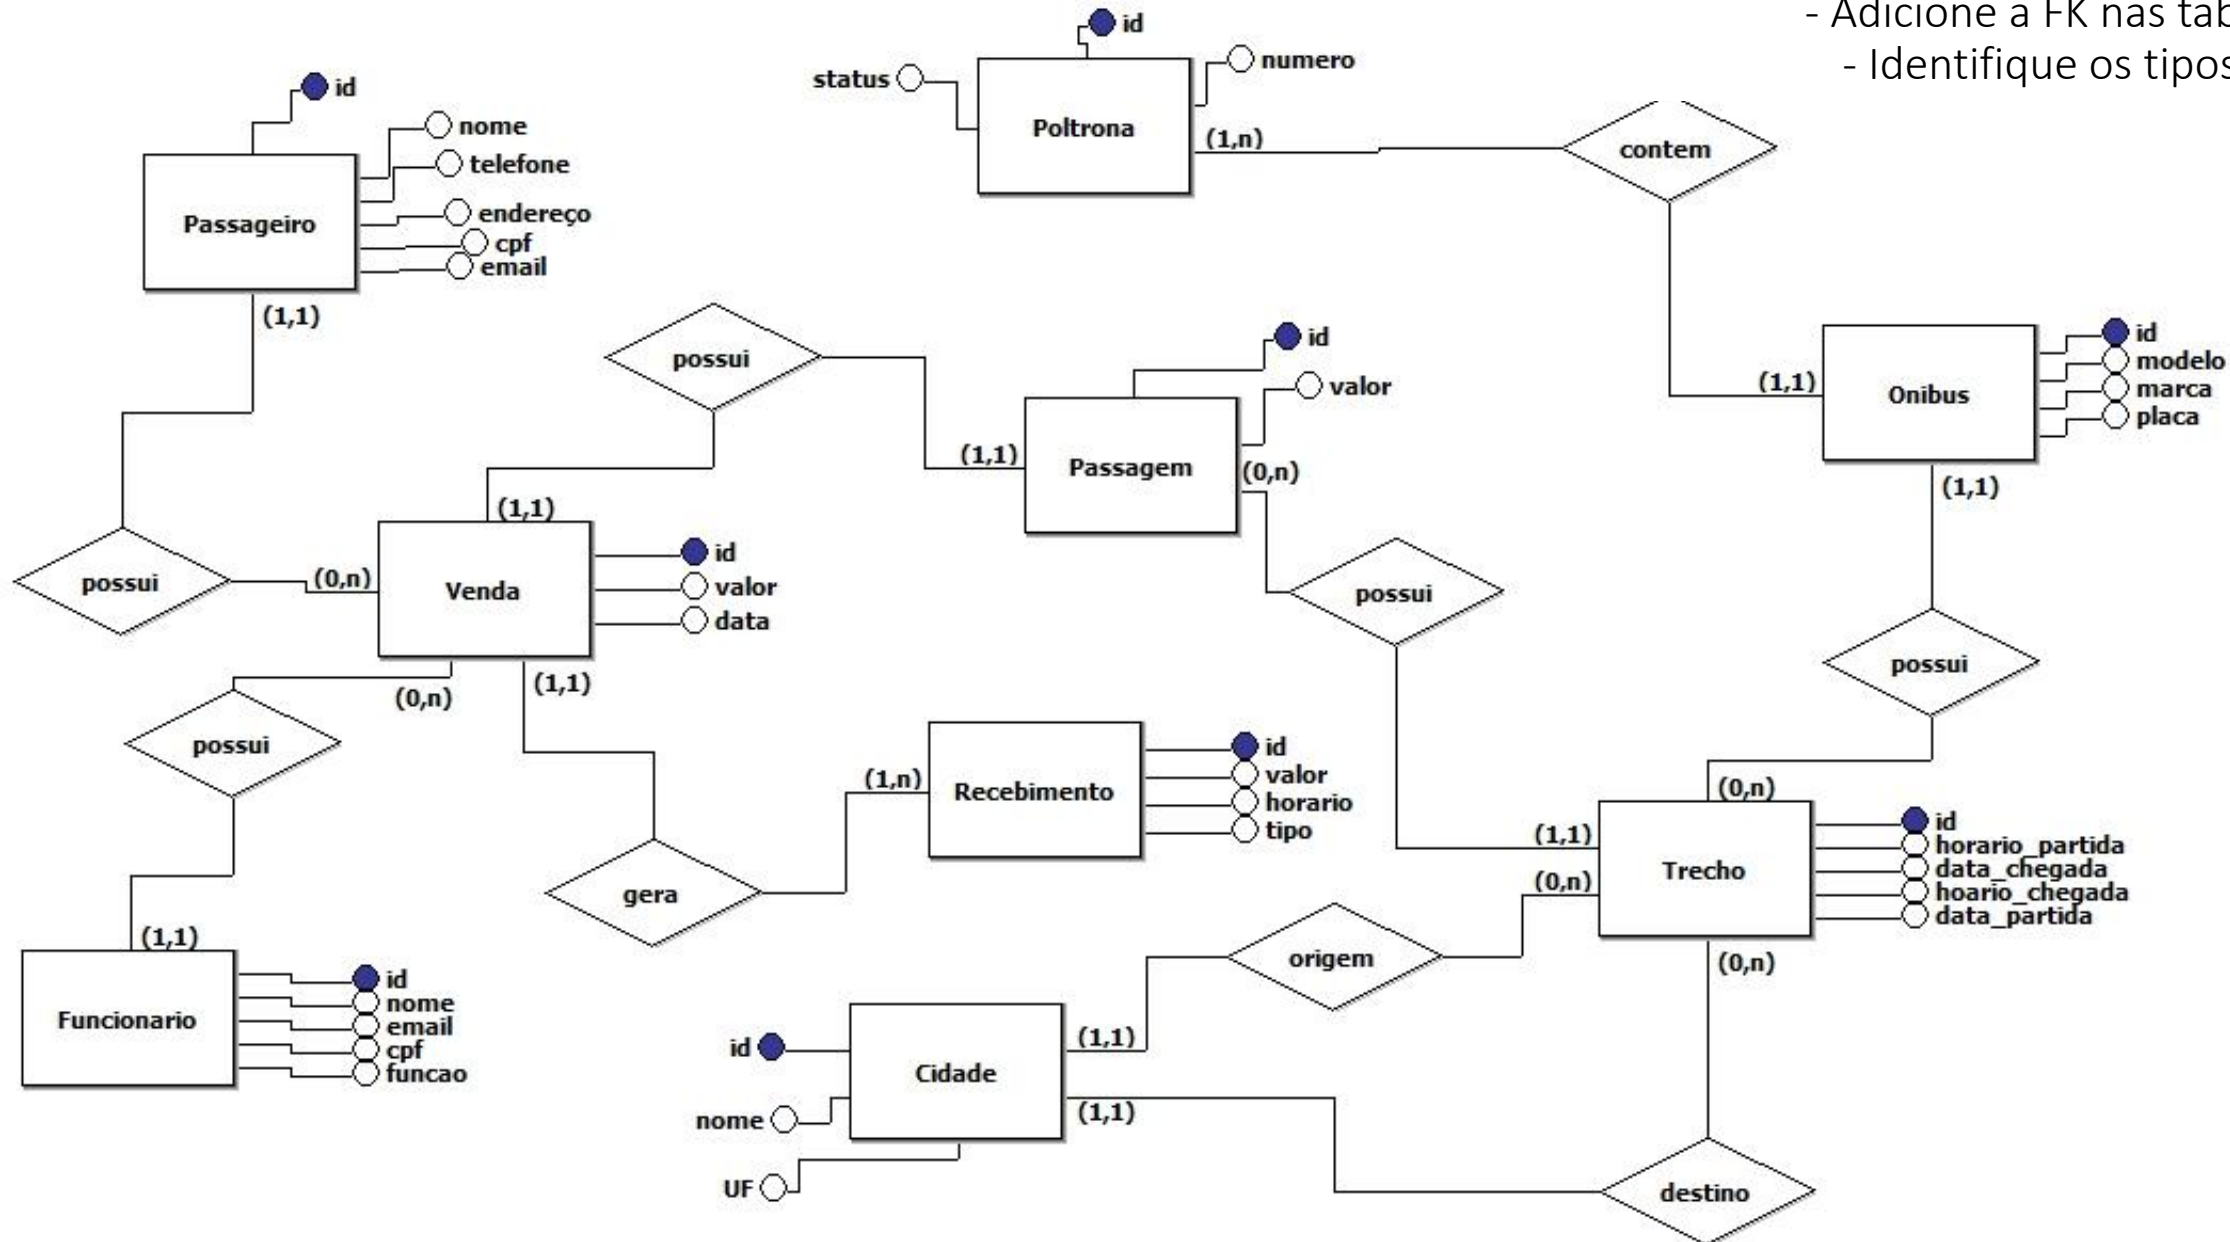 - Adicione a FK nas tab
- Identifique os tipos
id
numero
status
Poltrona
(1,n)
contem
id
nome
telefone
endereço
cpf
email
Passageiro
(1,1)
possui
id
valor
(1,1)
Passagem
(0,n)
(1,1)
Onibus
id
modelo
marca
placa
(1,1)
(1,1)
possui
(0,n)
Venda
id
valor
data
possui
possui
(0,n)
(1,1)
possui
(1,n)
Recebimento
id
valor
horario
tipo
gera
(0,n)
(1,1)
Trecho
(0,n)
id
horario_partida
data_chegada
hoario_chegada
data_partida
(0,n)
origem
(1,1)
Funcionario
id
nome
email
cpf
funcao
id
nome
UF
Cidade
(1,1)
(1,1)
destino